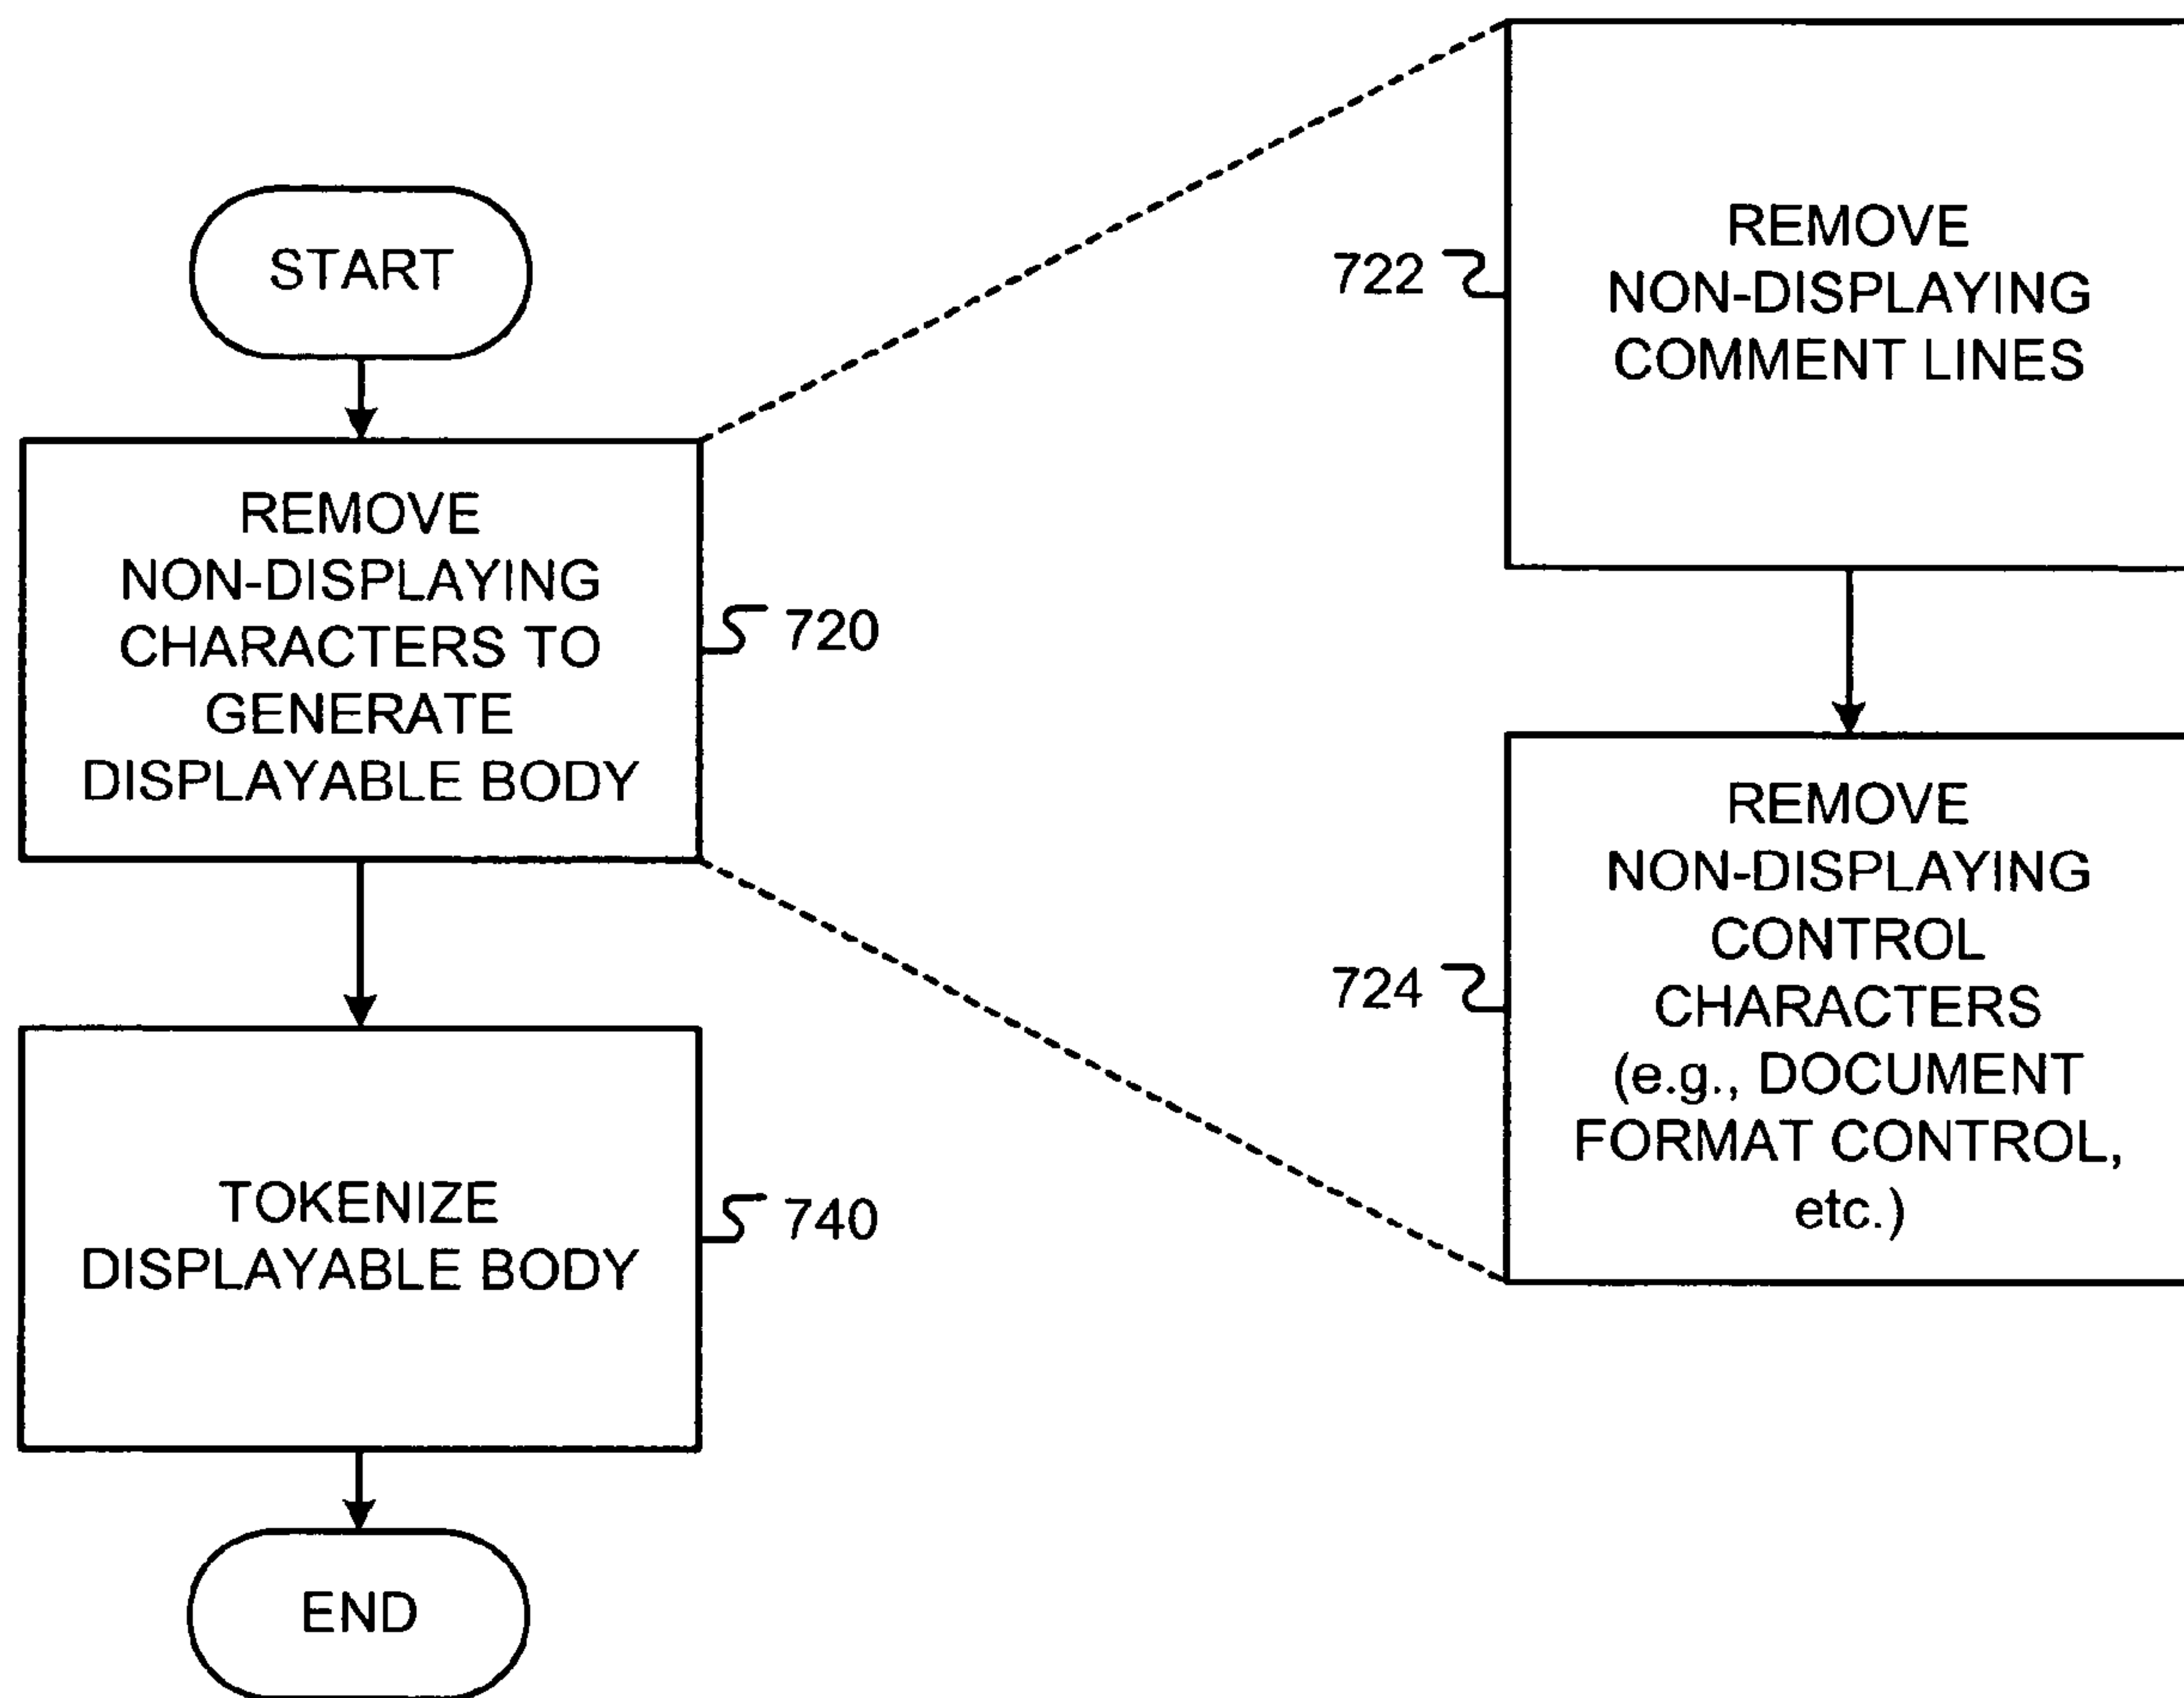 START
REMOVE
NON-DISPLAYING
CHARACTERS TO
GENERATE
DISPLAYABLE BODY
720
TOKENIZE
DISPLAYABLE BODY
740
END
REMOVE
NON-DISPLAYING
COMMENT LINES
722
REMOVE
NON-DISPLAYING
CONTROL
CHARACTERS
(e.g., DOCUMENT
FORMAT CONTROL,
etc.)
724